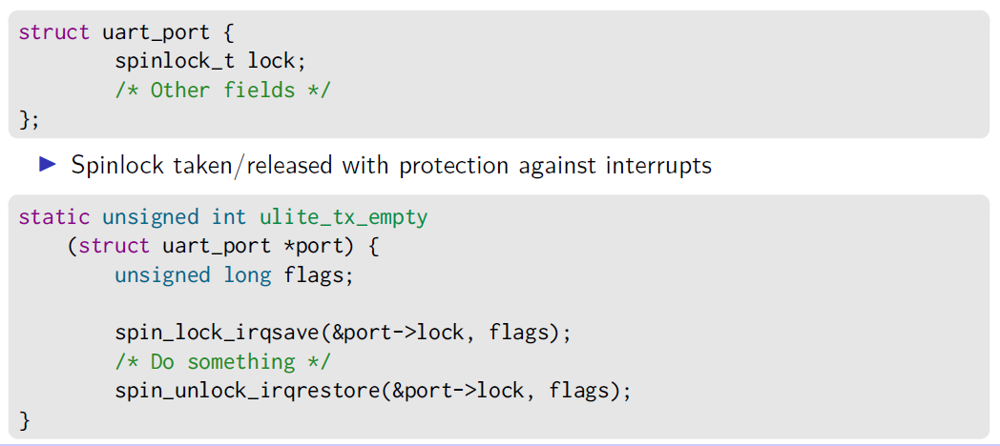 struct uart_port {
        spinlock_t lock;
        /* Other fields */
};
▶ Spinlock taken/released with protection against interrupts
static unsigned int ulite_tx_empty
    (struct uart_port *port) {
        unsigned long flags;

        spin_lock_irqsave(&port->lock, flags);
        /* Do something */
        spin_unlock_irqrestore(&port->lock, flags);
}